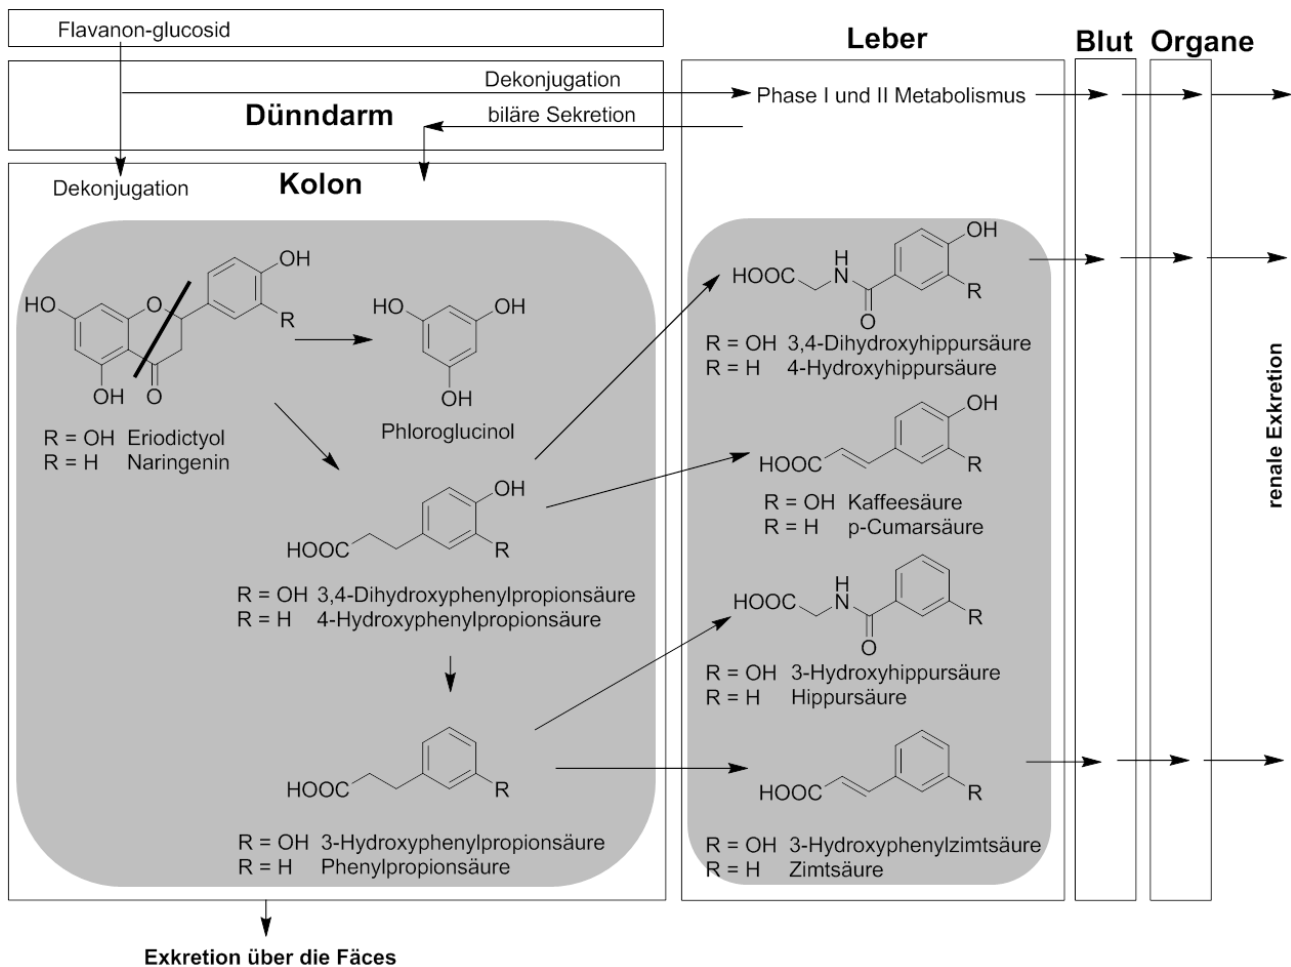 Flavanon-glucosid
Leber
Blut
Organe
Dekonjugation
Phase I und II Metabolismus
Dünndarm
biläre Sekretion
Dekonjugation
Kolon
OH
HO
O
R
OH
O
R = OH Eriodictyol
R = H Naringenin
HO
OH
OH
Phloroglucinol
OH
HOOC
R
R = OH 3,4-Dihydroxyphenylpropionsäure
R = H 4-Hydroxyphenylpropionsäure
HOOC
R
R = OH 3-Hydroxyphenylpropionsäure
R = H Phenylpropionsäure
OH
H
N
HOOC
O
R
R = OH 3,4-Dihydroxyhippursäure
R = H 4-Hydroxyhippursäure
OH
HOOC
R
R = OH Kaffeesäure
R = H p-Cumarsäure
H
N
HOOC
O
R
R = OH 3-Hydroxyhippursäure
R = H Hippursäure
HOOC
R
R = OH 3-Hydroxyphenylzimtsäure
R = H Zimtsäure
renale Exkretion
Exkretion über die Fäces